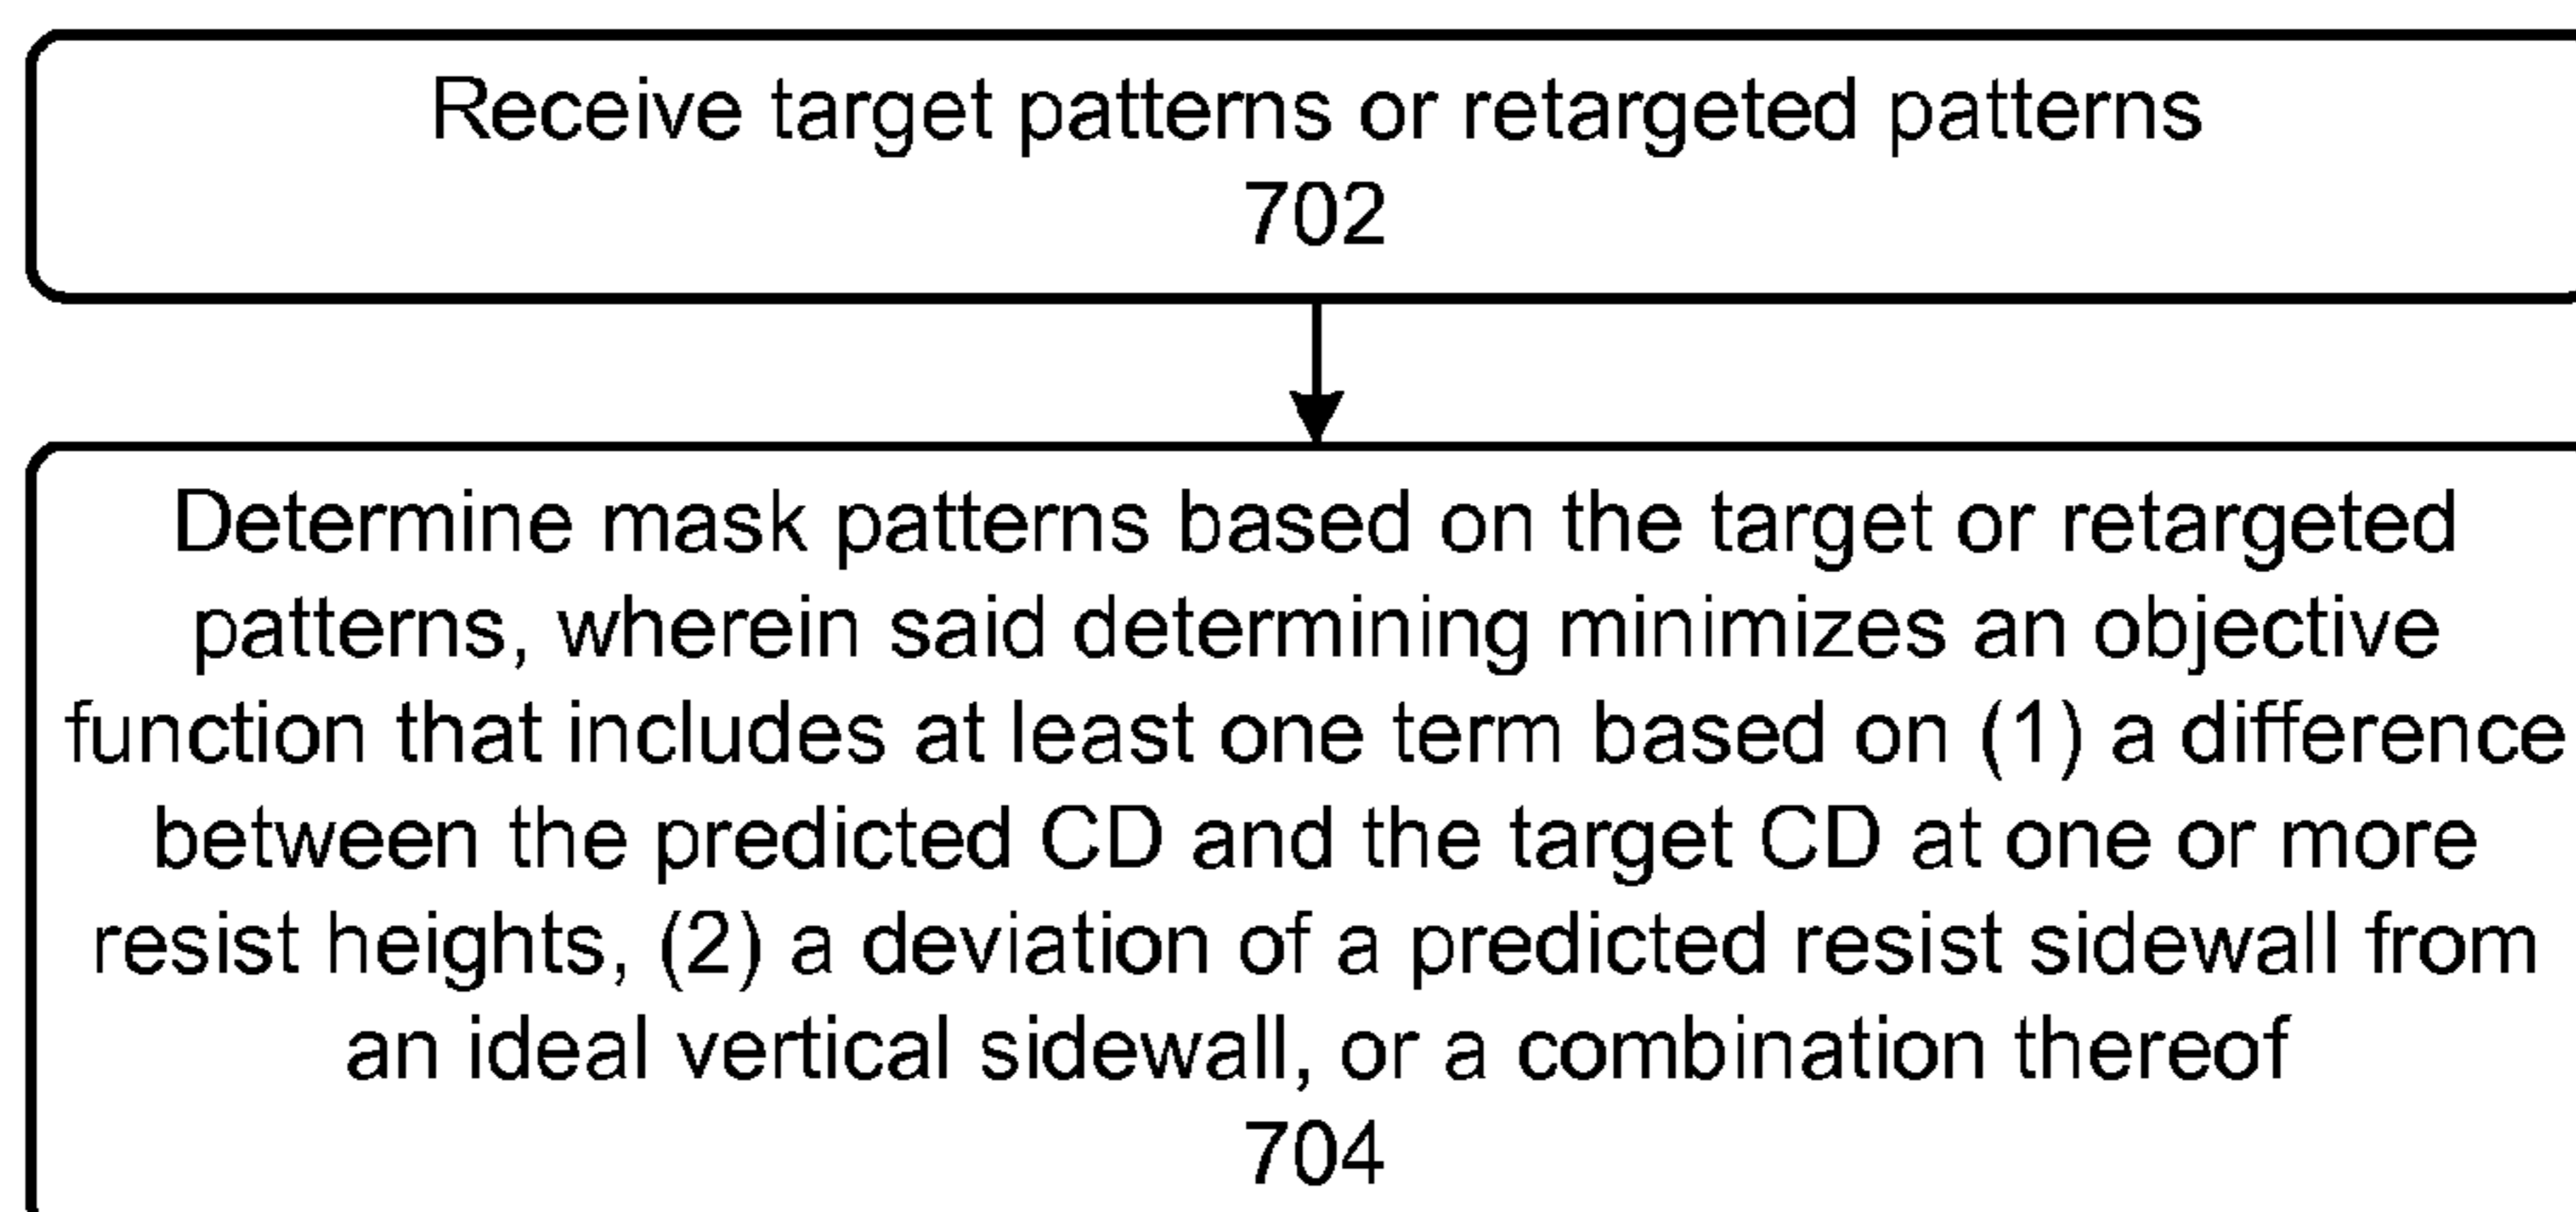 Receive target patterns or retargeted patterns
702
Determine mask patterns based on the target or retargeted
patterns, wherein said determining minimizes an objective
function that includes at least one term based on (1) a difference
between the predicted CD and the target CD at one or more
resist heights, (2) a deviation of a predicted resist sidewall from
an ideal vertical sidewall, or a combination thereof
704